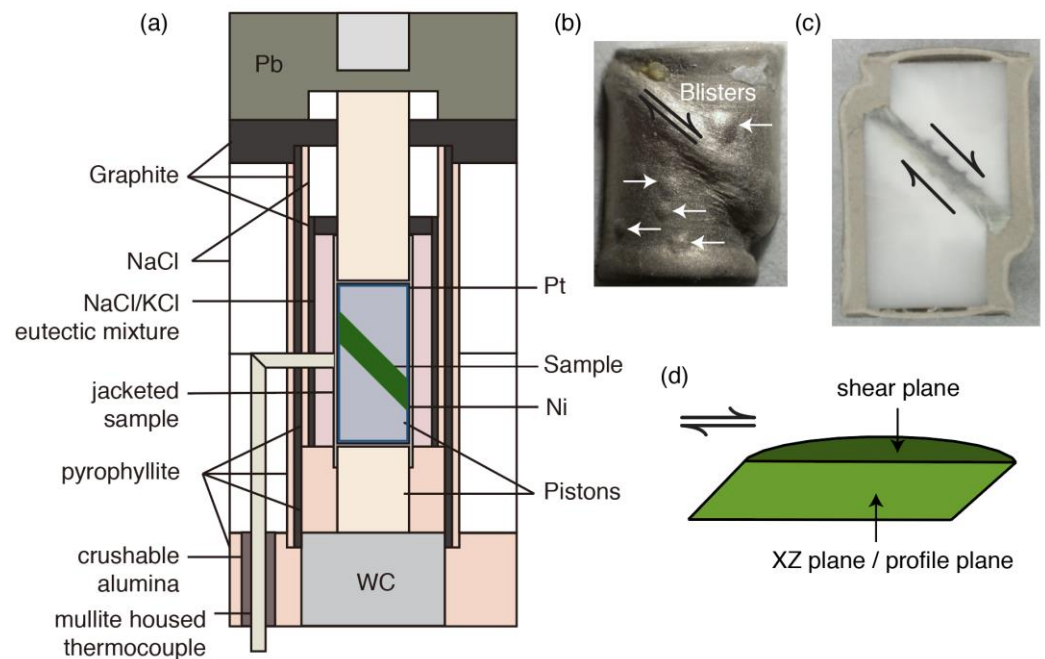 (a)
Pb
Graphite
NaCl
NaCl/KCl
eutectic mixture
jacketed
sample
pyrophyllite
crushable
alumina
mullite housed
thermocouple
Pt
Sample
Ni
Pistons
WC
(b)
Blisters
(c)
(d)
shear plane
XZ plane / profile plane